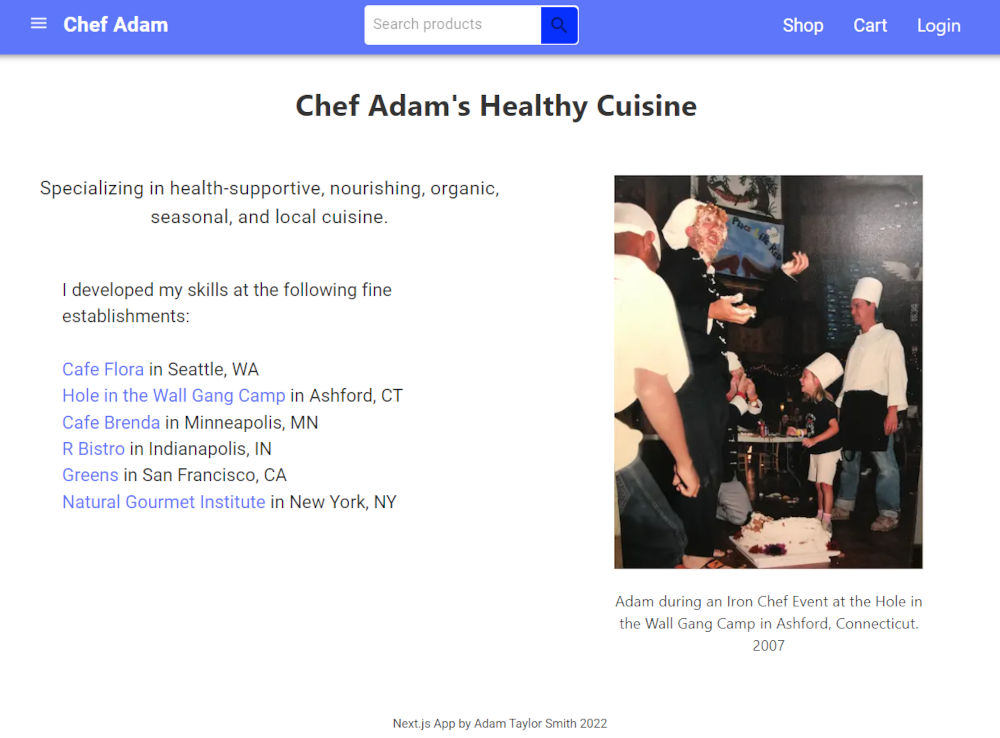 Chef Adam
Search products
Shop
Cart
Login
Chef Adam's Healthy Cuisine
Specializing in health-supportive, nourishing, organic,
seasonal, and local cuisine.
I developed my skills at the following fine
establishments:
Cafe Flora in Seattle, WA
Hole in the Wall Gang Camp in Ashford, CT
Cafe Brenda in Minneapolis, MN
R Bistro in Indianapolis, IN
Greens in San Francisco, CA
Natural Gourmet Institute in New York, NY
Adam during an Iron Chef Event at the Hole in
the Wall Gang Camp in Ashford, Connecticut.
2007
Next.js App by Adam Taylor Smith 2022